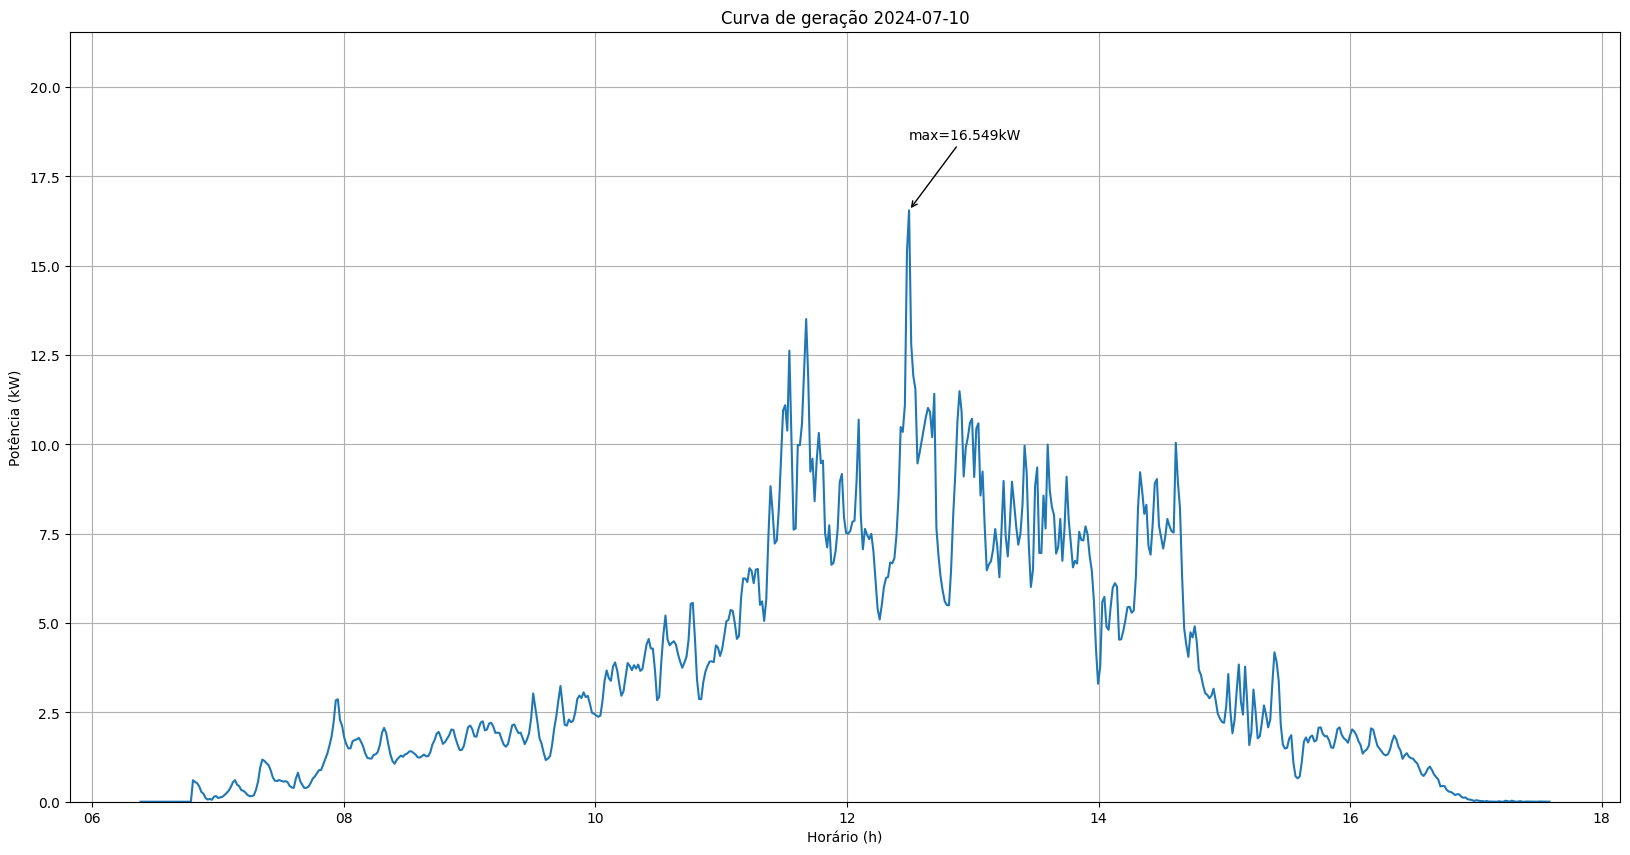 Curva de geração 2024-07-10
20.0
17.5
15.0
12.5
10.0
7.5
5.0
2.5
0.0
Potência (kW)
max=16.549kW
06 08 10 12 14 16 18
Horário (h)